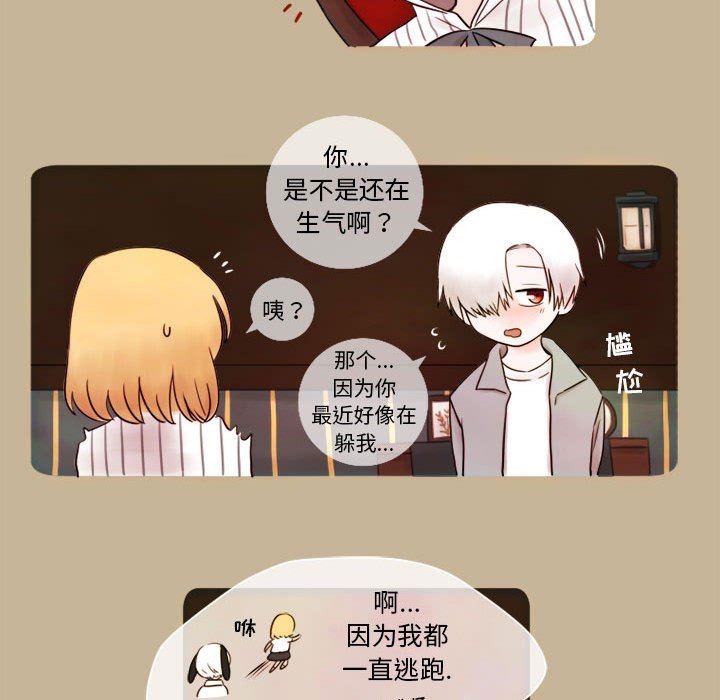 你...
是不是还在
生气啊？
咦？
那个...
因为你
最近好像在
躲我...
尴
尬
咻
啊...
因为我都
一直逃跑.